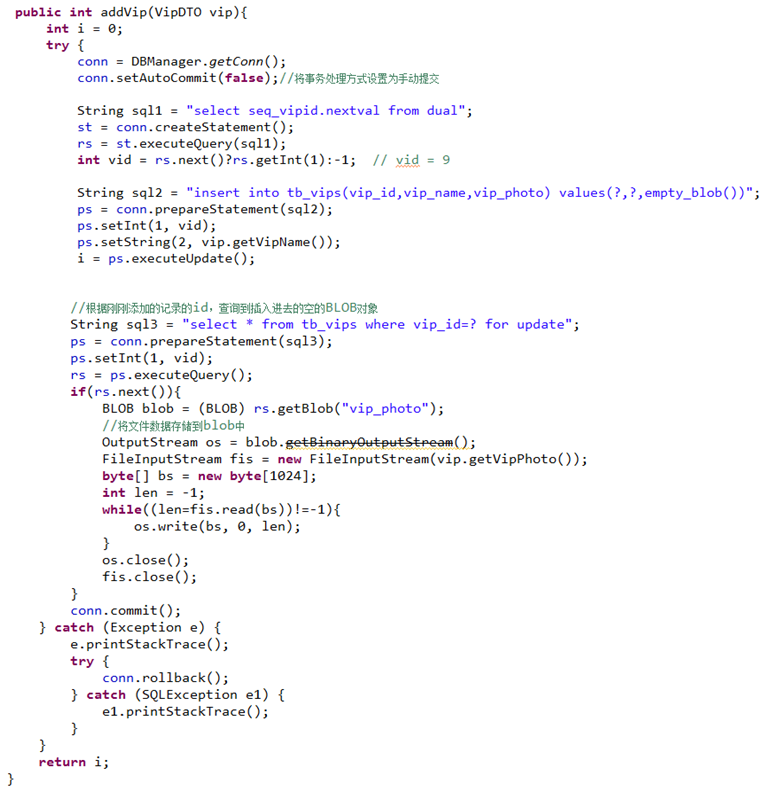 public int addVip(VipDTO vip){
int i = 0;
try {
conn = DBManager.getConn();
conn.setAutoCommit(false);//将事务处理方式设置为手动提交
String sql1 = "select seq_vipid.nextval from dual";
st = conn.createStatement();
rs = st.executeQuery(sql1);
int vid = rs.next()?rs.getInt(1):-1;  // vid = 9
String sql2 = "insert into tb_vips(vip_id,vip_name,vip_photo) values(?,?,empty_blob())";
ps = conn.prepareStatement(sql2);
ps.setInt(1, vid);
ps.setString(2, vip.getVipName());
i = ps.executeUpdate();
//根据刚刚添加的记录的id，查询到插入进去的空的BLOB对象
String sql3 = "select * from tb_vips where vip_id=? for update";
ps = conn.prepareStatement(sql3);
ps.setInt(1, vid);
rs = ps.executeQuery();
if(rs.next()){
BLOB blob = (BLOB) rs.getBlob("vip_photo");
//将文件数据存储到blob中
OutputStream os = blob.getBinaryOutputStream();
FileInputStream fis = new FileInputStream(vip.getVipPhoto());
byte[] bs = new byte[1024];
int len = -1;
while((len=fis.read(bs))!=-1){
os.write(bs, 0, len);
}
os.close();
fis.close();
}
conn.commit();
} catch (Exception e) {
e.printStackTrace();
try {
conn.rollback();
} catch (SQLException e1) {
e1.printStackTrace();
}
}
return i;
}